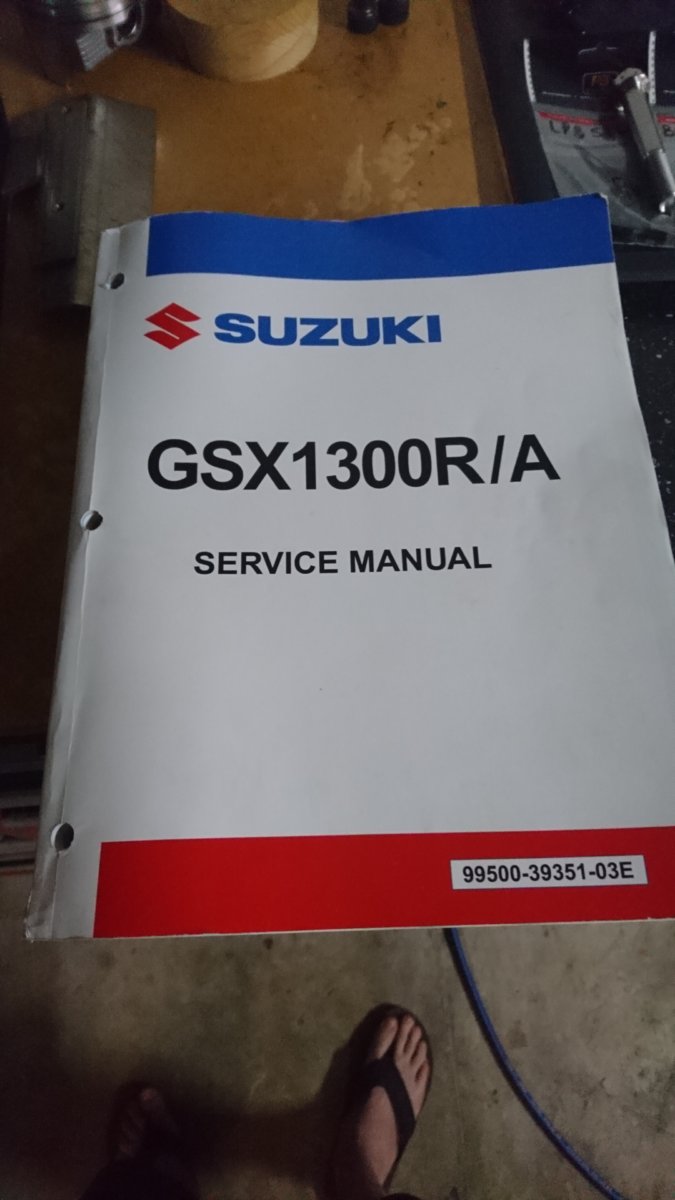 SUZUKI
GSX1300R/A
SERVICE MANUAL
99500-39351-03E